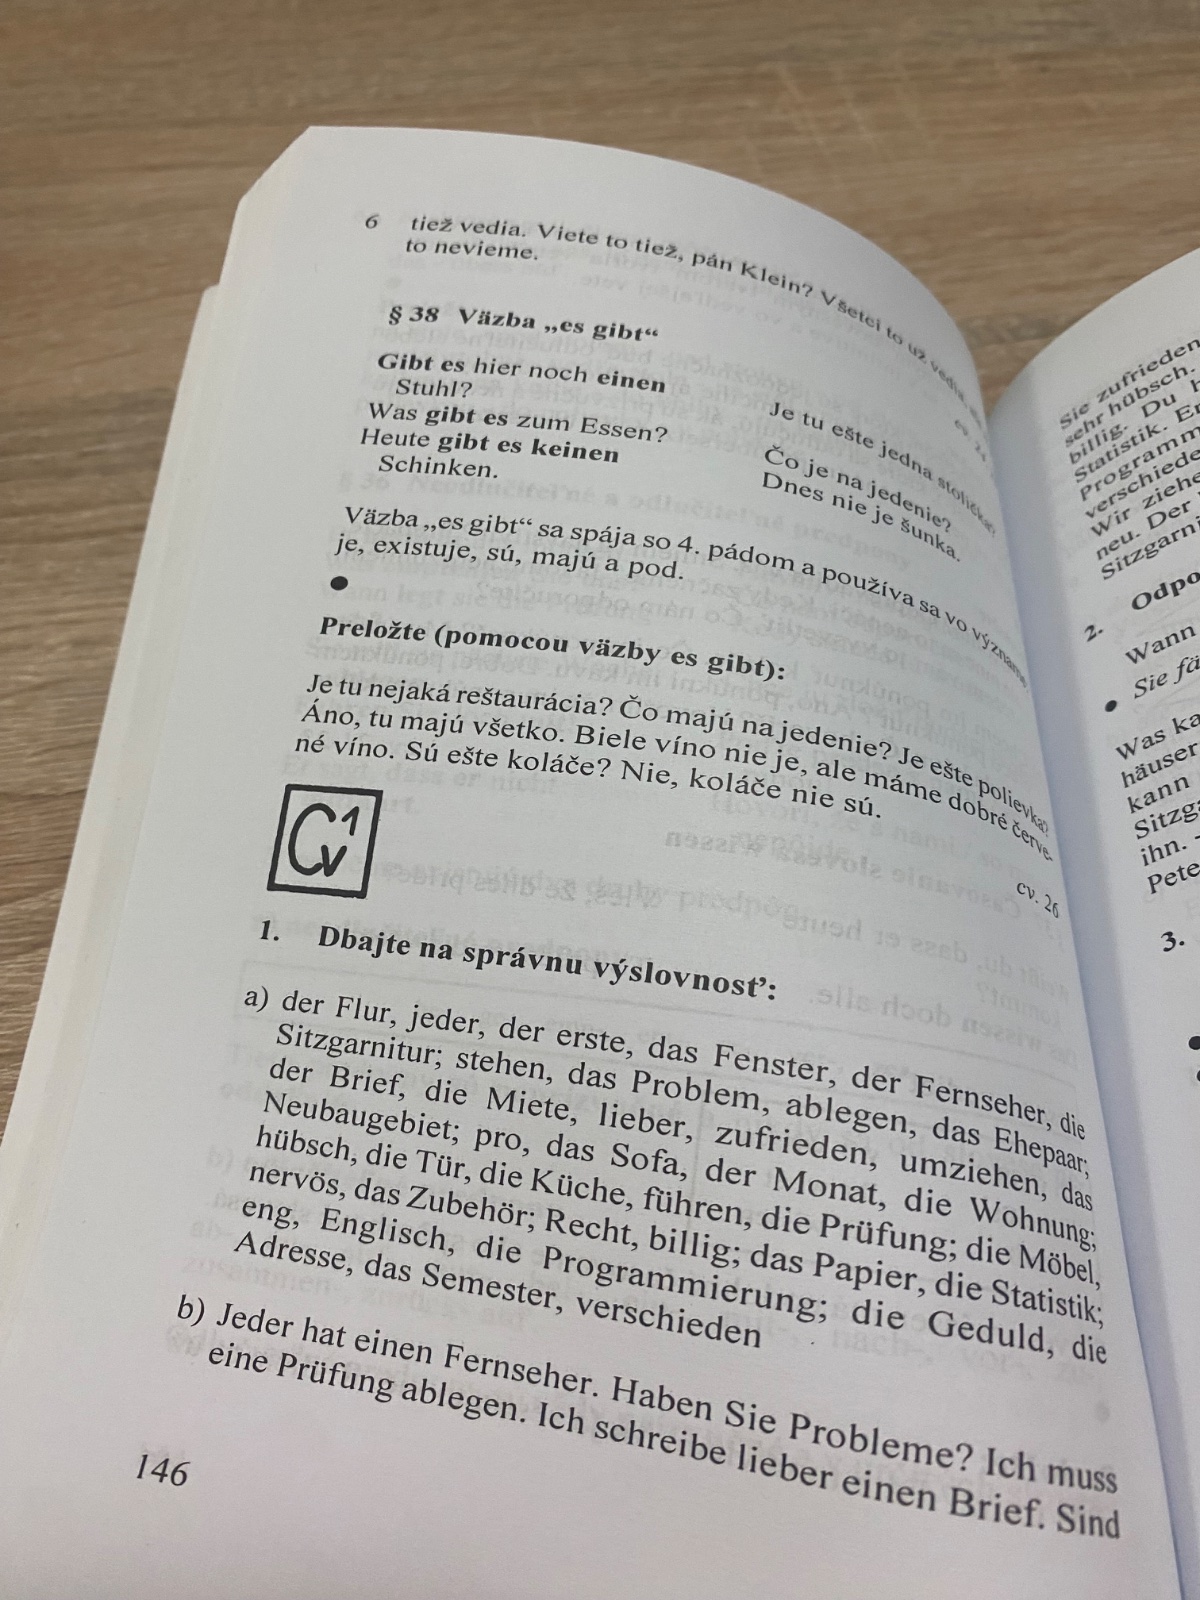 6 tiež vedia. Viete to tiež, pán Klein? Všetci to už vedia,
to nevieme.
§ 38 Väzba „es gibt“
Gibt es hier noch einen
Stuhl?
Was gibt es zum Essen?
Heute gibt es keinen
Schinken.
Je tu ešte jedna stolička?
Čo je na jedenie?
Dnes nie je šunka.
Väzba „es gibt“ sa spája so 4. pádom a používa sa vo význame
je, existuje, sú, majú a pod.
●
Preložte (pomocou väzby es gibt):
Je tu nejaká reštaurácia? Čo majú na jedenie? Je ešte polievka?
Áno, tu majú všetko. Biele víno nie je, ale máme dobré červe-
né víno. Sú ešte koláče? Nie, koláče nie sú.
cv. 26
Cv1
1. Dbajte na správnu výslovnosť:
a) der Flur, jeder, der erste, das Fenster, der Fernseher, die
Sitzgarnitur; stehen, das Problem, ablegen, das Ehepaar;
der Brief, die Miete, lieber, zufrieden, umziehen, das
Neubaugebiet; pro, das Sofa, der Monat, die Wohnung;
hübsch, die Tür, die Küche, führen, die Prüfung; die Möbel,
nervös, das Zubehör; Recht, billig; das Papier, die Statistik;
eng, Englisch, die Programmierung; die Geduld, die
Adresse, das Semester, verschieden
b) Jeder hat einen Fernseher. Haben Sie Probleme? Ich muss
eine Prüfung ablegen. Ich schreibe lieber einen Brief. Sind
146
Sie zufrieden
sehr hübsch.
billig. Du
Statistik.
Wir
neu. Der
2.
Wann
● Sie
Was
kann
ihn. -
3.